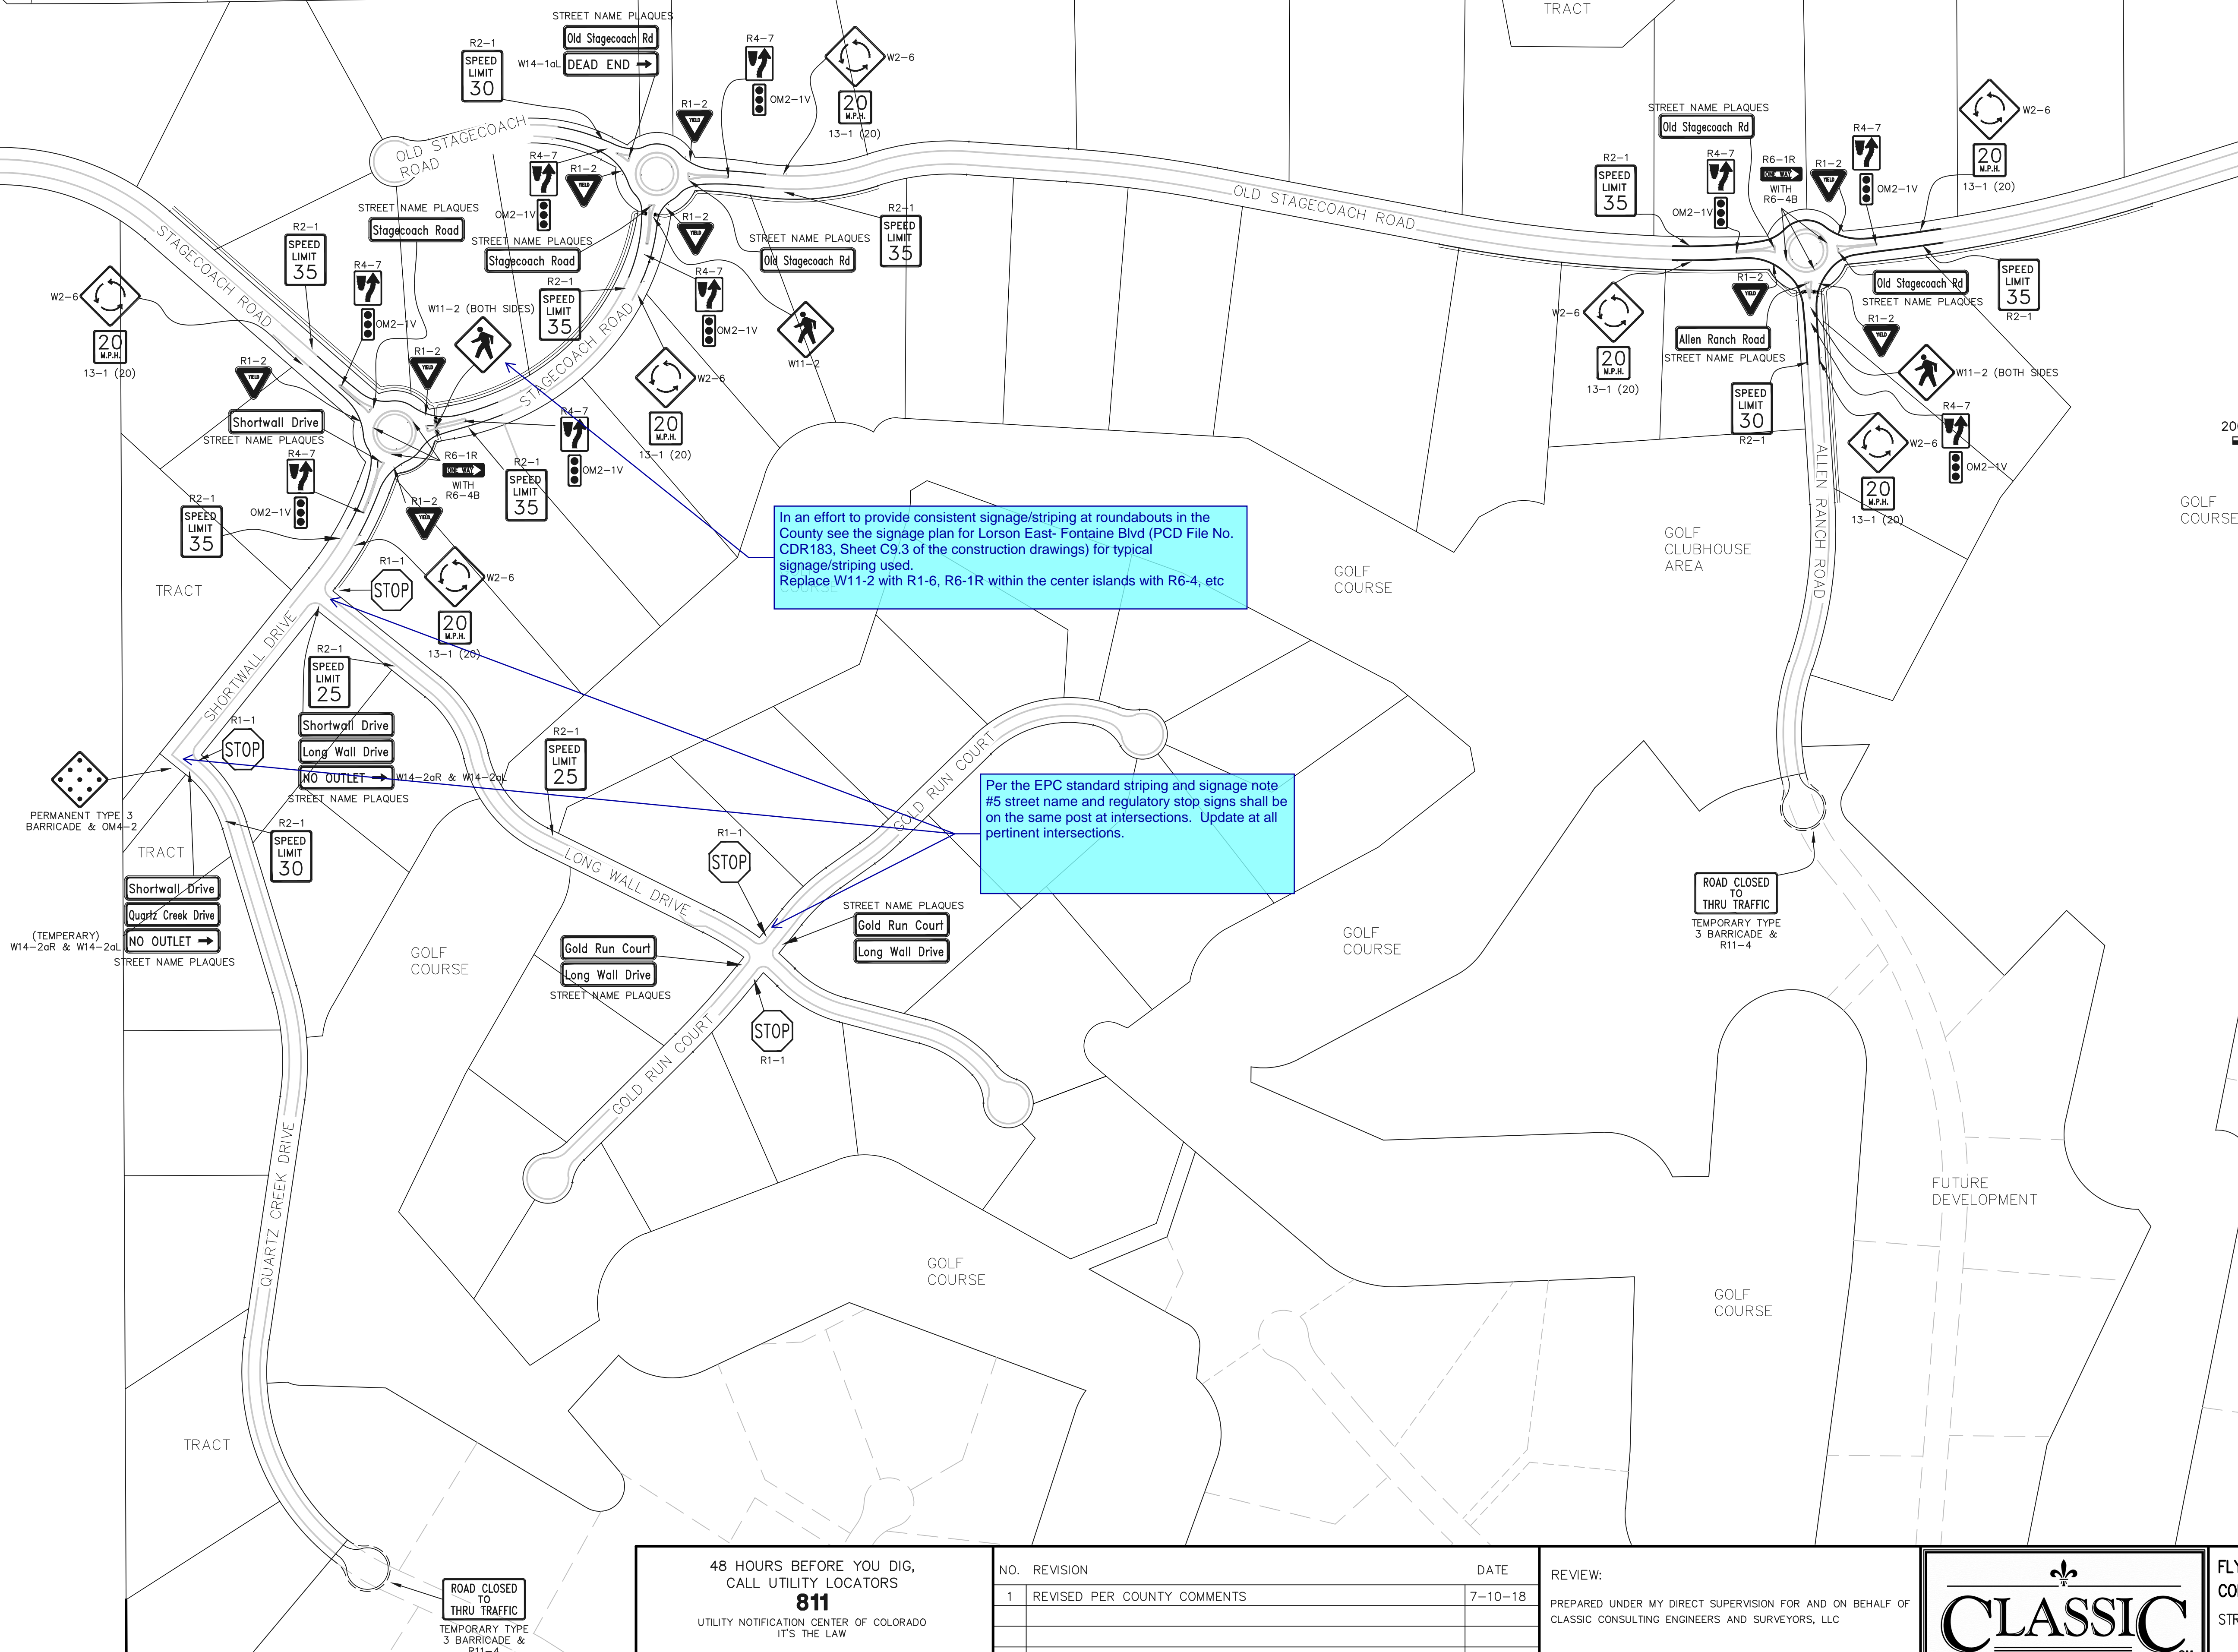 TRACT
STREET NAME PLAQUES
Old Stagecoach Rd
W14-1aL
DEAD END
R2-1
SPEED
LIMIT
30
R4-7
OM2-1V
W2-6
20
M.P.H.
13-1 (20)
R1-2
YIELD
OLD STAGECOACH
ROAD
R4-7
R1-2
YIELD
OM2-1V
STREET NAME PLAQUES
Stagecoach Road
STREET NAME PLAQUES
Stagecoach Road
R1-2
YIELD
STREET NAME PLAQUES
Old Stagecoach Rd
R2-1
SPEED
LIMIT
35
OLD STAGECOACH ROAD
STREET NAME PLAQUES
Old Stagecoach Rd
R2-1
SPEED
LIMIT
35
R4-7
OM2-1V
R6-1R
ONE WAY
WITH
R6-4B
R1-2
YIELD
R4-7
OM2-1V
W2-6
20
M.P.H.
13-1 (20)
STAGECOACH ROAD
R2-1
SPEED
LIMIT
35
W2-6
20
M.P.H.
13-1 (20)
R4-7
OM2-1V
W11-2 (BOTH SIDES)
R2-1
SPEED
LIMIT
35
STAGECOACH ROAD
R4-7
OM2-1V
W11-2
W2-6
20
M.P.H.
13-1 (20)
R1-2
YIELD
R1-2
YIELD
Shortwall Drive
STREET NAME PLAQUES
R4-7
OM2-1V
R2-1
SPEED
LIMIT
35
R6-1R
ONE WAY
WITH
R6-4B
R2-1
SPEED
LIMIT
35
R4-7
OM2-1V
R1-2
YIELD
W2-6
20
M.P.H.
13-1 (20)
R1-1
STOP
W2-6
20
M.P.H.
13-1 (20)
R1-2
YIELD
Old Stagecoach Rd
STREET NAME PLAQUES
SPEED
LIMIT
35
R2-1
Allen Ranch Road
STREET NAME PLAQUES
R1-2
YIELD
W11-2 (BOTH SIDES
SPEED
LIMIT
30
R2-1
R4-7
OM2-1V
W2-6
20
M.P.H.
13-1 (20)
ALLEN RANCH ROAD
200
GOLF
COURSE
In an effort to provide consistent signage/striping at roundabouts in the
County see the signage plan for Lorson East- Fontaine Blvd (PCD File No.
CDR183, Sheet C9.3 of the construction drawings) for typical
signage/striping used.
Replace W11-2 with R1-6, R6-1R within the center islands with R6-4, etc
COURSE
GOLF
COURSE
GOLF
CLUBHOUSE
AREA
TRACT
SHORTWALL DRIVE
R2-1
SPEED
LIMIT
25
Shortwall Drive
Long Wall Drive
NO OUTLET
W14-2aR & W14-2aL
STREET NAME PLAQUES
R1-1
STOP
PERMANENT TYPE 3
BARRICADE & OM4-2
R2-1
SPEED
LIMIT
30
TRACT
Shortwall Drive
Quartz Creek Drive
(TEMPORARY)
W14-2aR & W14-2aL
NO OUTLET
STREET NAME PLAQUES
R2-1
SPEED
LIMIT
25
LONG WALL DRIVE
GOLD RUN COURT
Per the EPC standard striping and signage note
#5 street name and regulatory stop signs shall be
on the same post at intersections.  Update at all
pertinent intersections.
R1-1
STOP
STREET NAME PLAQUES
Gold Run Court
Long Wall Drive
Gold Run Court
Long Wall Drive
STREET NAME PLAQUES
STOP
R1-1
GOLD RUN COURT
GOLF
COURSE
GOLF
COURSE
ROAD CLOSED
TO
THRU TRAFFIC
TEMPORARY TYPE
3 BARRICADE &
R11-4
QUARTZ CREEK DRIVE
FUTURE
DEVELOPMENT
GOLF
COURSE
GOLF
COURSE
TRACT
ROAD CLOSED
TO
THRU TRAFFIC
TEMPORARY TYPE
3 BARRICADE &
R11-4
48 HOURS BEFORE YOU DIG,
CALL UTILITY LOCATORS
811
UTILITY NOTIFICATION CENTER OF COLORADO
IT'S THE LAW
NO. REVISION DATE
1 REVISED PER COUNTY COMMENTS 7-10-18
REVIEW:
PREPARED UNDER MY DIRECT SUPERVISION FOR AND ON BEHALF OF
CLASSIC CONSULTING ENGINEERS AND SURVEYORS, LLC
CLASSIC